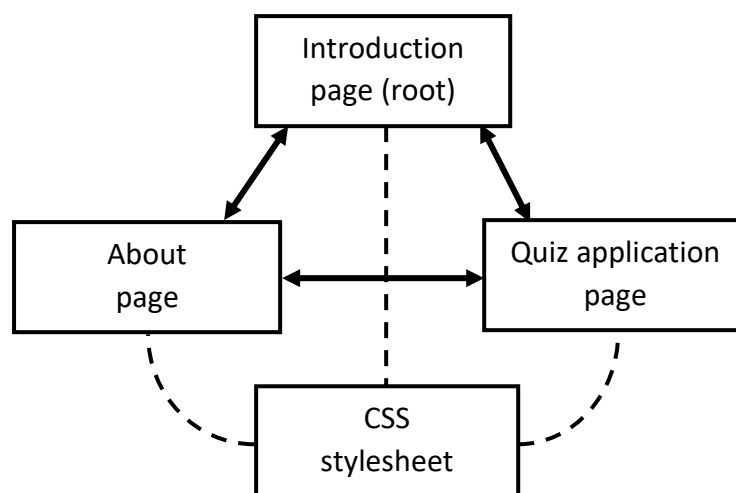 Introduction
page (root)
About
page
Quiz application
page
CSS
stylesheet